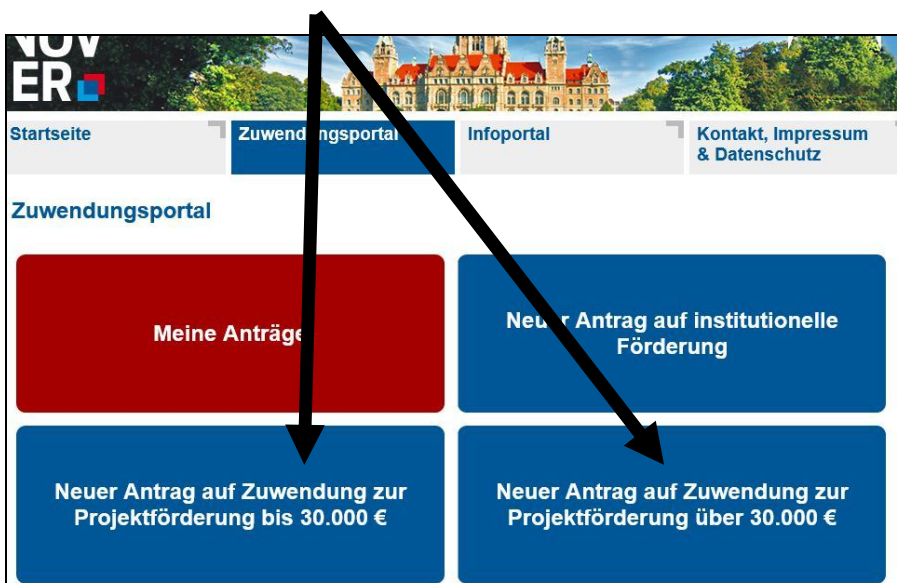 ER
Startseite
Zuwendungsportal
Infoportal
Kontakt, Impressum
& Datenschutz
Zuwendungsportal
Meine Anträge
Neuer Antrag auf institutionelle
Förderung
Neuer Antrag auf Zuwendung zur
Projektförderung bis 30.000 €
Neuer Antrag auf Zuwendung zur
Projektförderung über 30.000 €